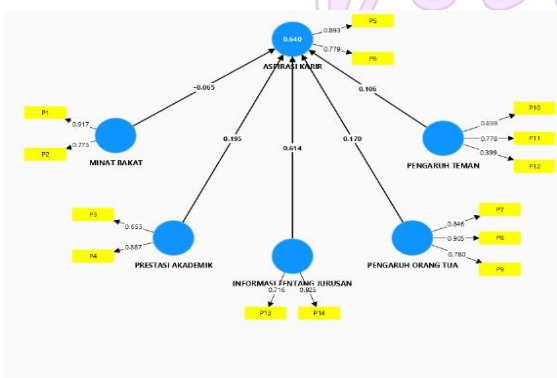 P5
0.893
0.640
0.779
P6
ASPIRASI KARIR
-0.065
0.106
P1
0.917
P10
0.859
MINAT BAKAT
0.195
0.614
0.170
0.778
P11
P2
0.775
PENGARUH TEMAN
0.399
P12
P3
0.653
P7
0.846
P4
0.887
0.905
P8
PRESTASI AKADEMIK
INFORMASI TENTANG JURUSAN
PENGARUH ORANG TUA
0.780
P9
0.716
0.925
P13
P14